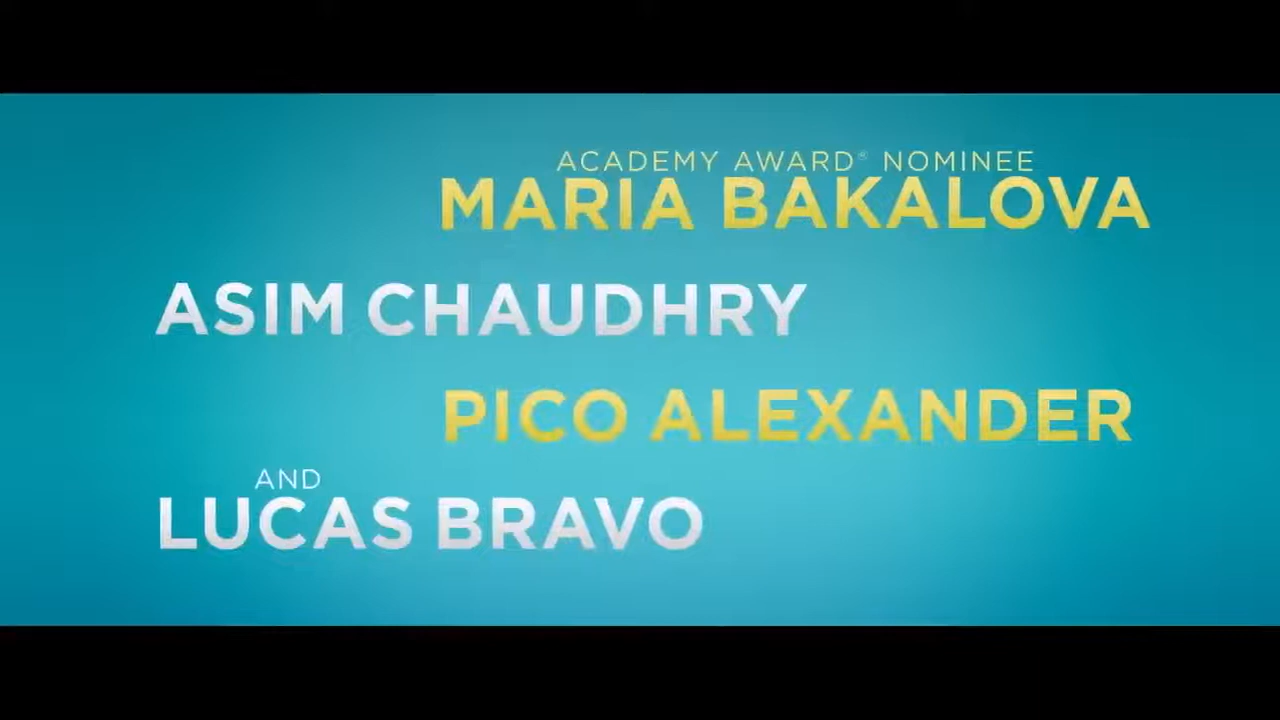 ACADEMY AWARD® NOMINEE
MARIA BAKALOVA
ASIM CHAUDHRY
PICO ALEXANDER
AND
LUCAS BRAVO